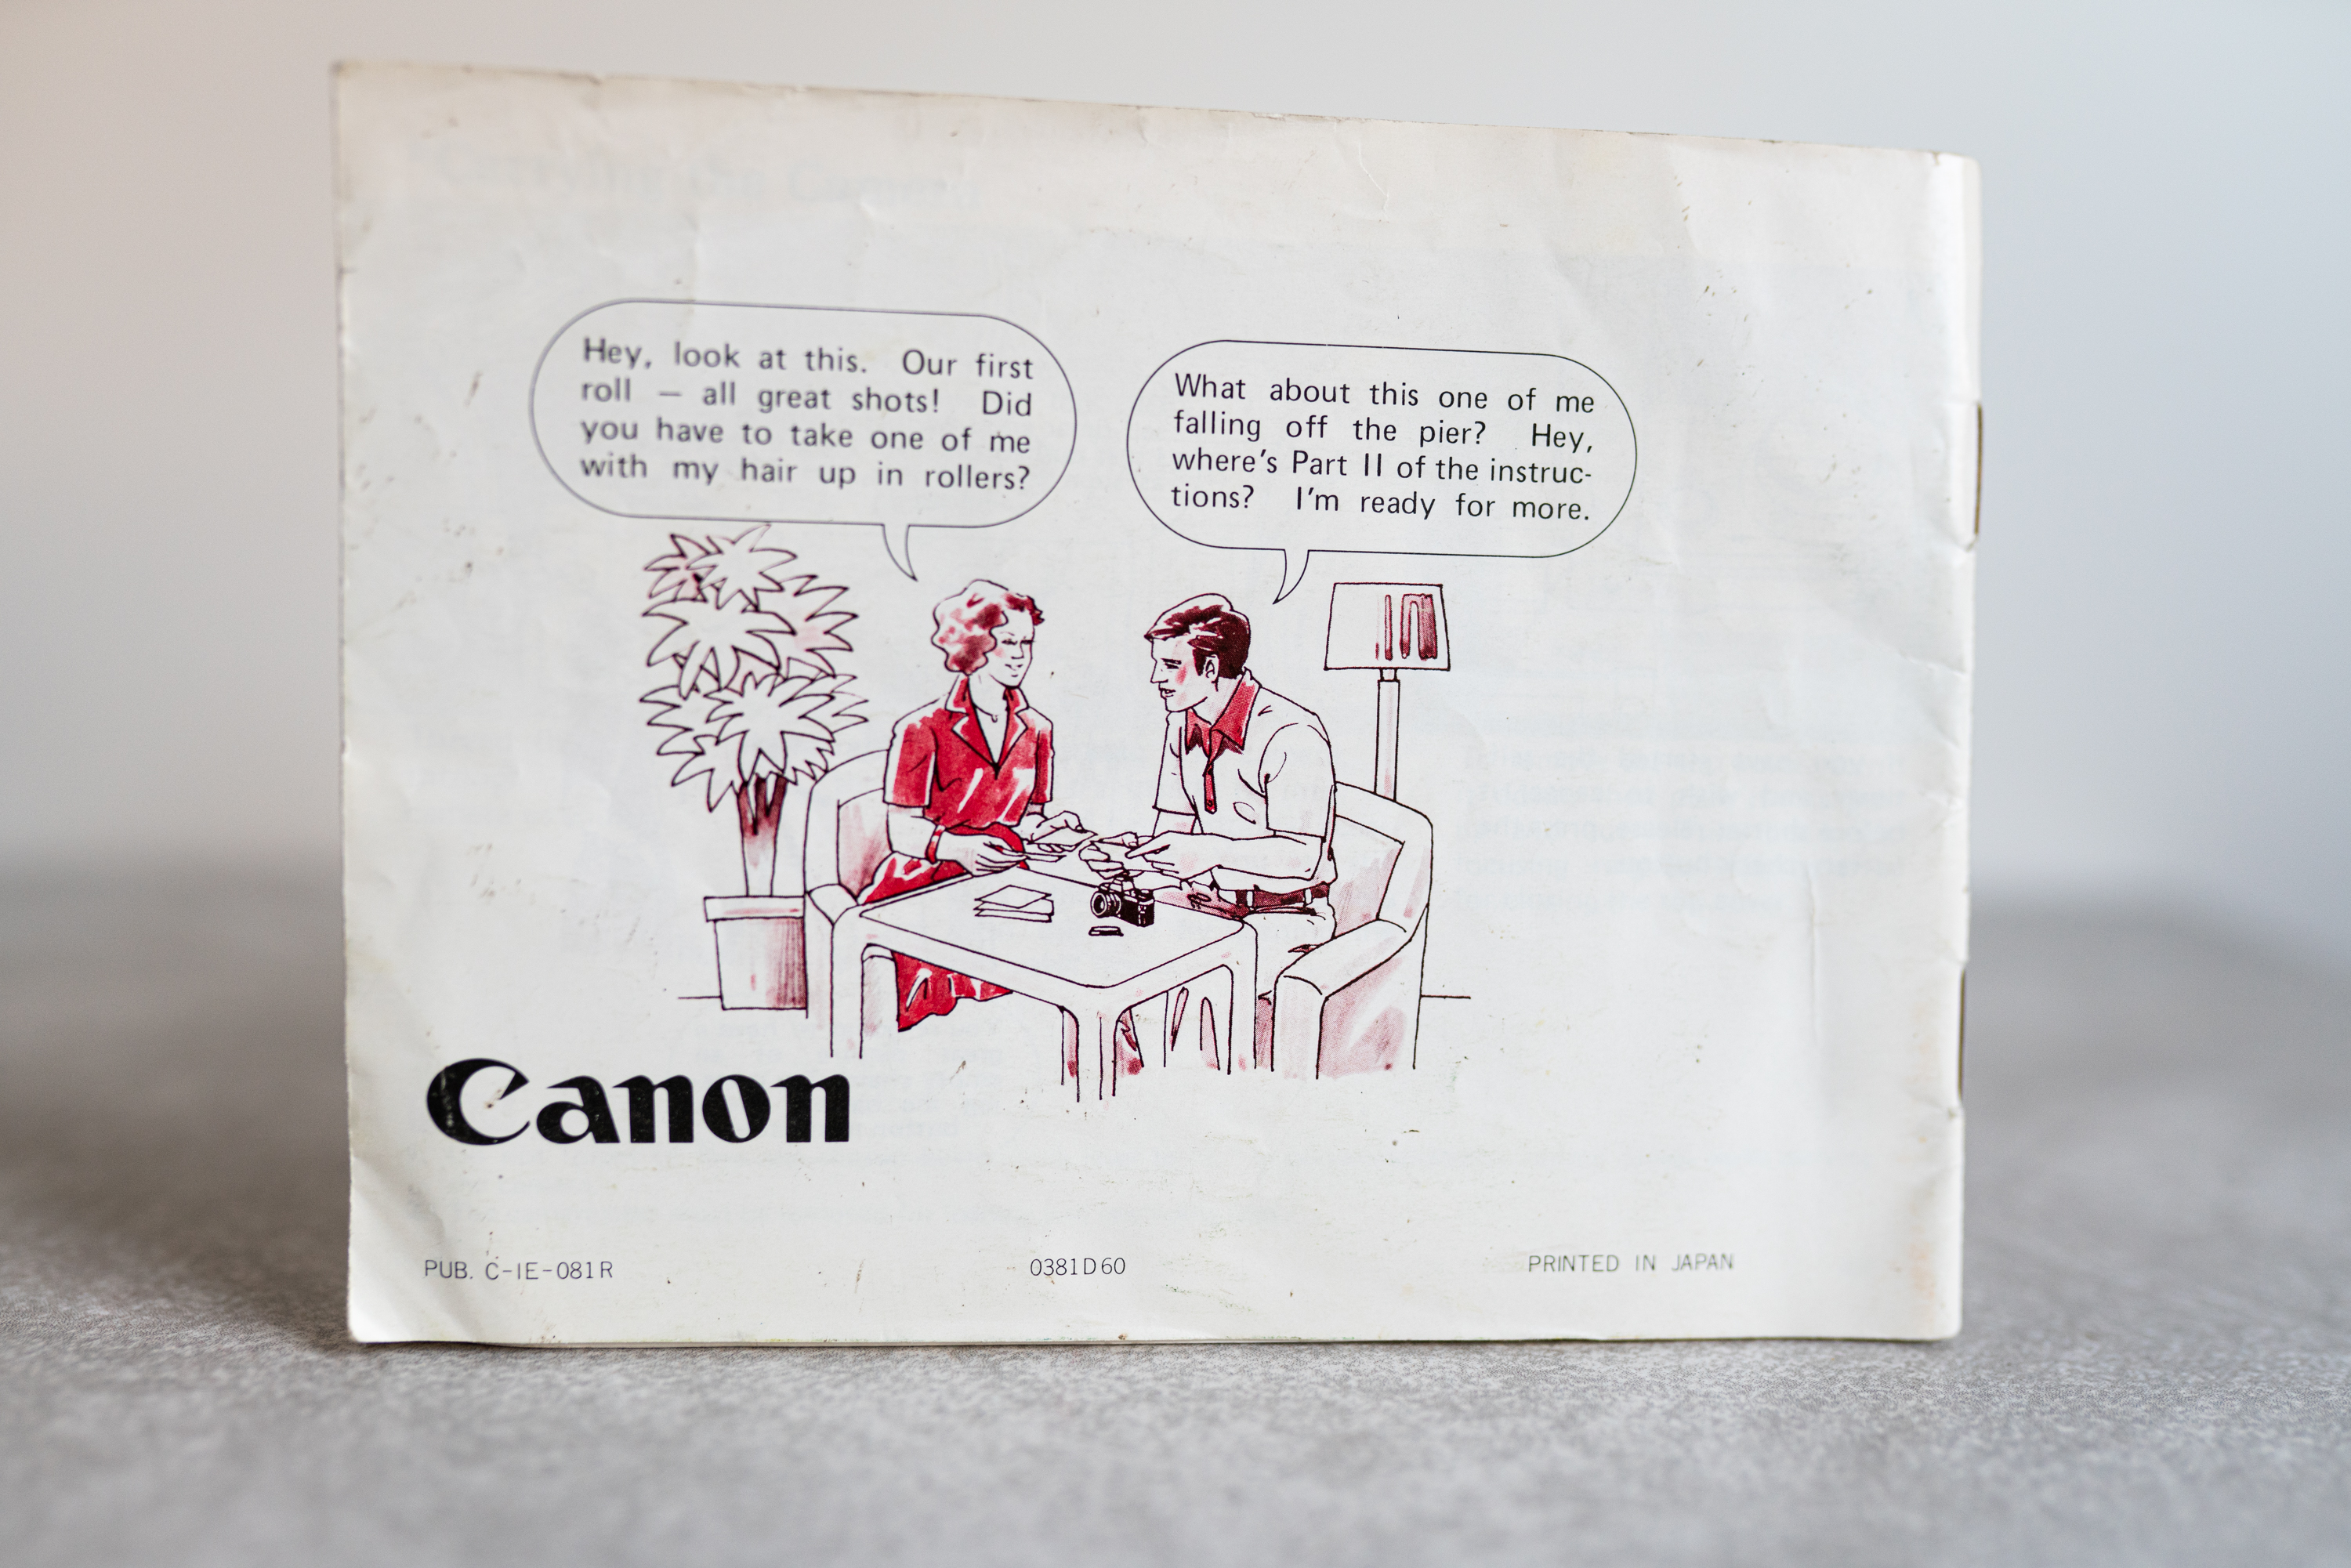 Hey, look at this. Our first
roll – all great shots! Did
you have to take one of me
with my hair up in rollers?
What about this one of me
falling off the pier? Hey,
where's Part II of the instruc-
tions? I'm ready for more.
Canon
PUB. C-IE-081R
0381D60
PRINTED IN JAPAN